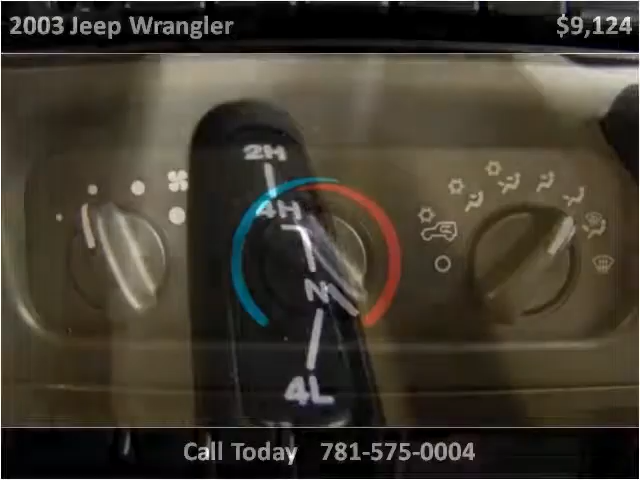 2003 Jeep Wrangler $9,124
2H
4H
N
4L
Call Today 781-575-0004